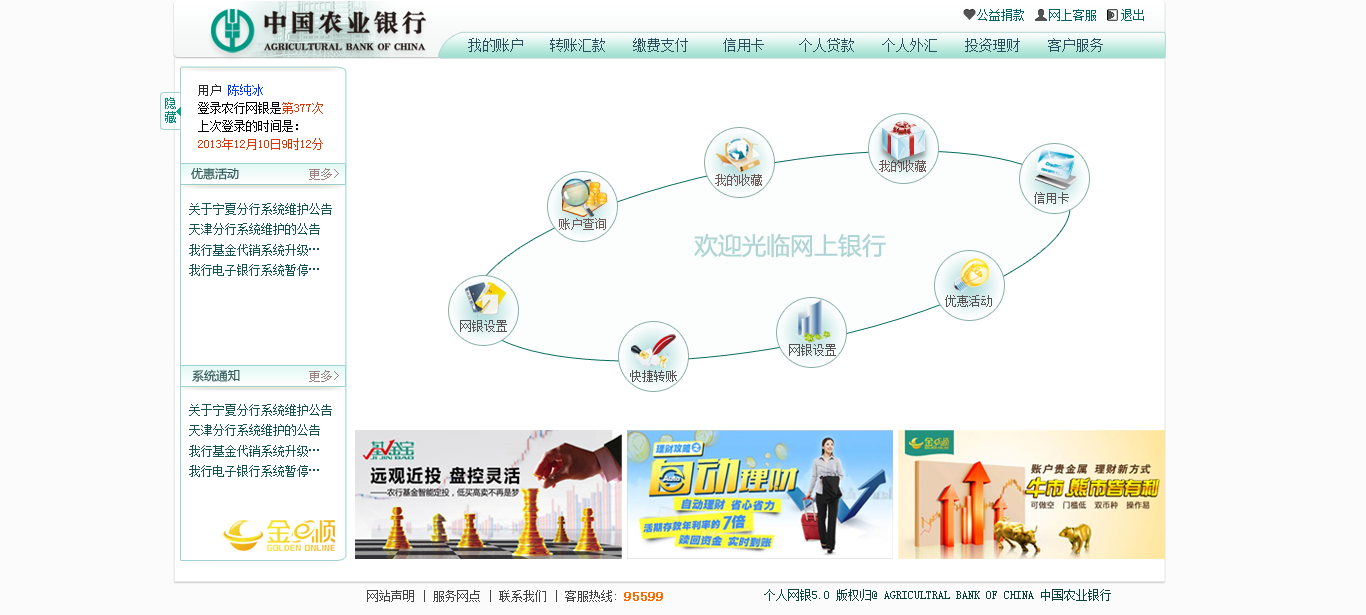 中国农业银行
AGRICULTURAL BANK OF CHINA
公益捐款 网上客服 退出
我的账户 转账汇款 缴费支付 信用卡 个人贷款 个人外汇 投资理财 客户服务
隐藏
用户 陈纯冰
登录农行网银是第377次
上次登录的时间是：
2013年12月10日9时12分
优惠活动 更多>
关于宁夏分行系统维护公告
天津分行系统维护的公告
我行基金代销系统升级…
我行电子银行系统暂停…
系统通知 更多>
关于宁夏分行系统维护公告
天津分行系统维护的公告
我行基金代销系统升级…
我行电子银行系统暂停…
金e顺
GOLDEN ONLINE
我的收藏
我的收藏
信用卡
账户查询
欢迎光临网上银行
优惠活动
网银设置
网银设置
快捷转账
基金宝
JIJIN BAO
远观近投 盘控灵活
——农行基金智能定投，低买高卖不再是梦
理财攻略②
自动理财
AUTO
自动理财 省心省力
活期存款年利率的7倍
赎回资金 实时到账
金e顺
账户贵金属 理财新方式
牛市熊市皆有利
可做空 门槛低 双币种 操作易
网站声明 | 服务网点 | 联系我们 | 客服热线：95599
个人网银5.0 版权归@ AGRICULTRAL BANK OF CHINA 中国农业银行